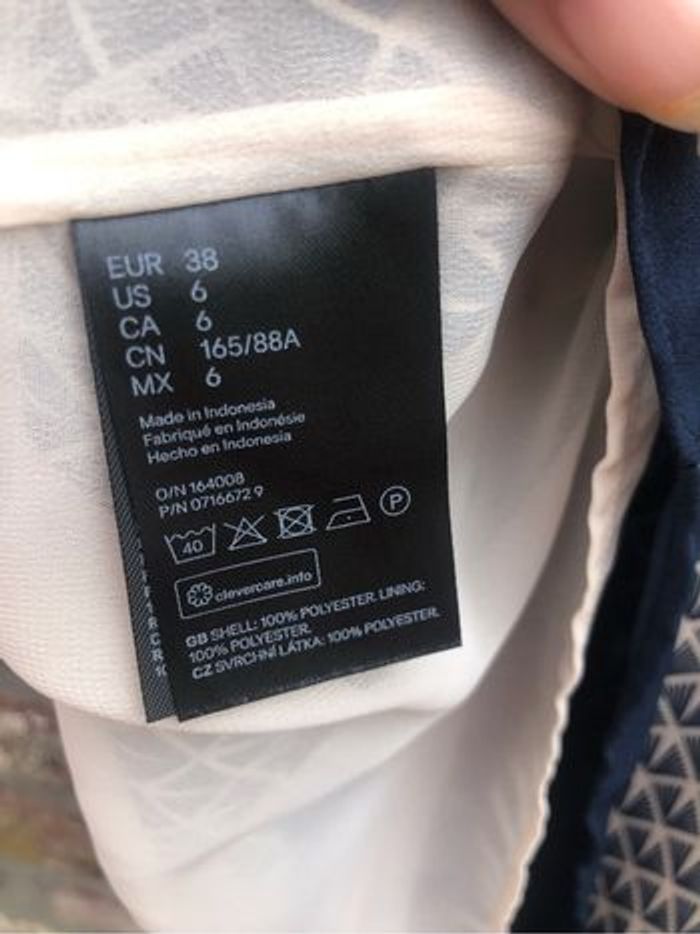 EUR 38
US 6
CA 6
CN 165/88A
MX 6
Made in Indonesia
Fabriqué en Indonésie
Hecho en Indonesia
O/N 164008
P/N 0716672 9
40 P
clevercare.info
GB SHELL: 100% POLYESTER. LINING:
100% POLYESTER.
CZ SVRCHNÍ LÁTKA: 100% POLYESTER.